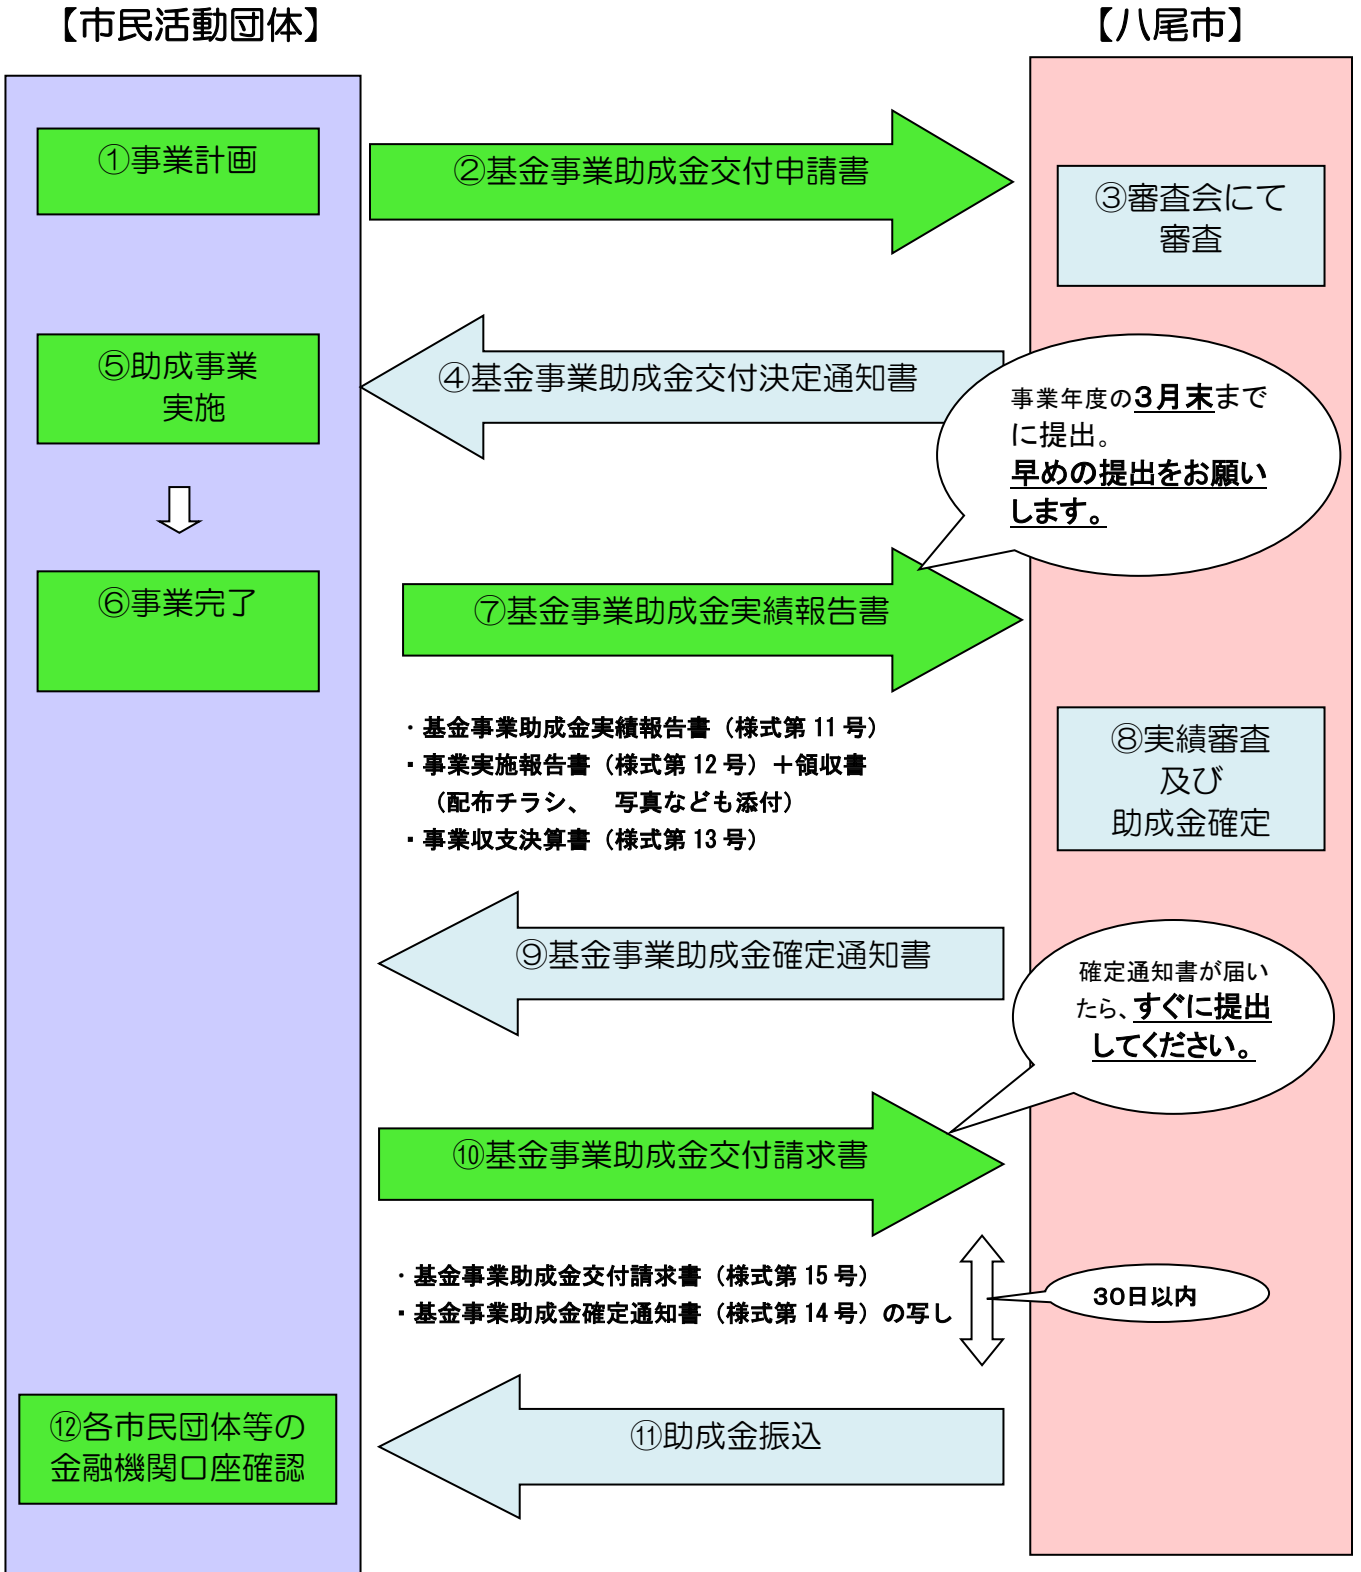 【市民活動団体】
【八尾市】
①事業計画
②基金事業助成金交付申請書
③審査会にて
審査
④基金事業助成金交付決定通知書
⑤助成事業
実施
事業年度の３月末まで
に提出。
早めの提出をお願い
します。
⑥事業完了
⑦基金事業助成金実績報告書
・基金事業助成金実績報告書（様式第11号）
・事業実施報告書（様式第12号）＋領収書
（配布チラシ、　写真なども添付）
・事業収支決算書（様式第13号）
⑧実績審査
及び
助成金確定
⑨基金事業助成金確定通知書
確定通知書が届い
たら、すぐに提出
してください。
⑩基金事業助成金交付請求書
・基金事業助成金交付請求書（様式第15号）
・基金事業助成金確定通知書（様式第14号）の写し
３０日以内
⑪助成金振込
⑫各市民団体等の
金融機関口座確認